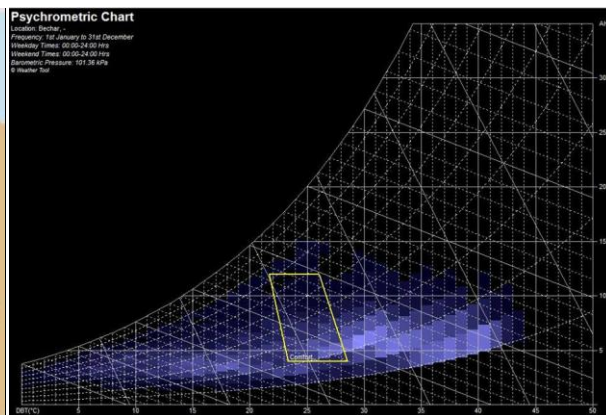 Psychrometric Chart
Location: Bechar, -
Frequency: 1st January to 31st December
Weekday Times: 00:00-24:00 Hrs
Weekend Times: 00:00-24:00 Hrs
Barometric Pressure: 101.36 kPa
© Weather Tool
AH
30
25
20
15
10
5
Comfort
DBT(°C) 5 10 15 20 25 30 35 40 45 50